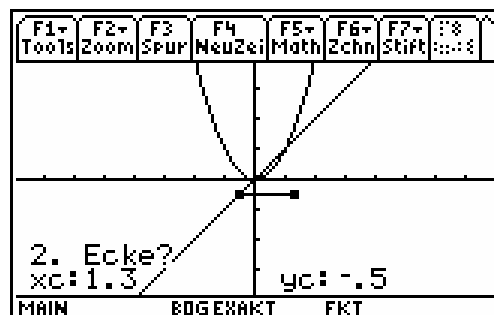 F1▾ F2▾ F3 F4 F5▾ F6▾ F7▾ F8
Tools Zoom Spur NeuZei Math Zchn Stift
2. Ecke?
xc:1.3 yc:-.5
MAIN BOG EXAKT FKT